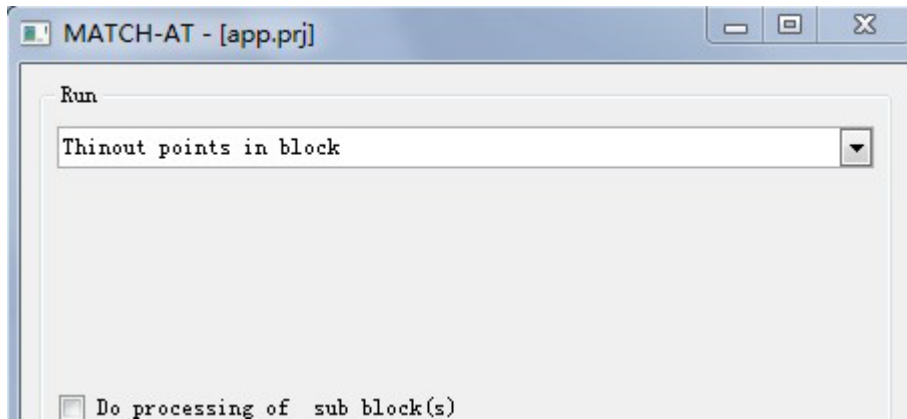 MATCH-AT - [app.prj]
Run
Thinout points in block
Do processing of  sub block(s)